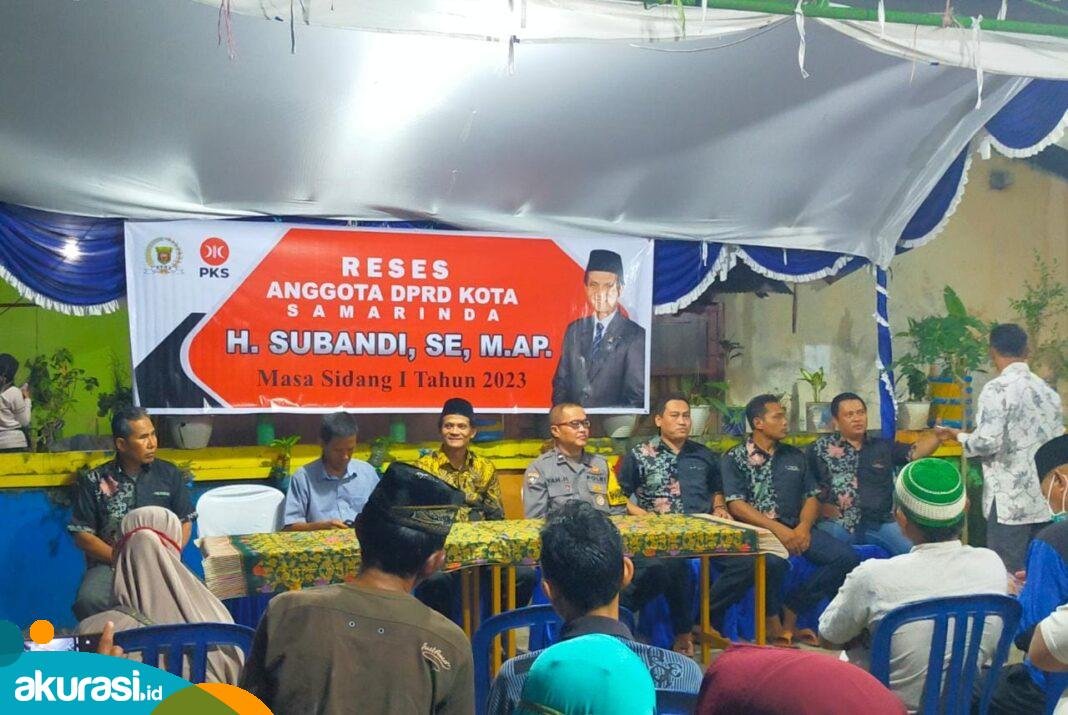 PKS
RESES
ANGGOTA DPRD KOTA
SAMARINDA
H. SUBANDI, SE, M.AP.
Masa Sidang I Tahun 2023
akurasi.id